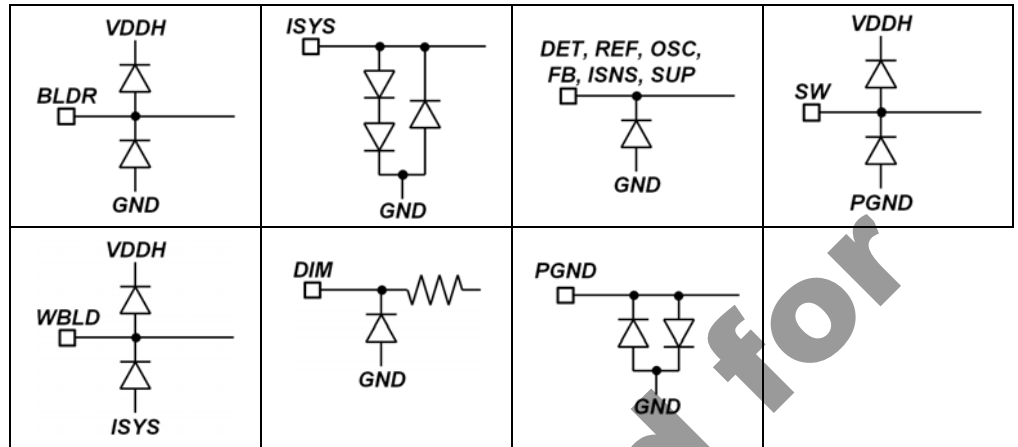 VDDH
BLDR
GND
ISYS
GND
DET, REF, OSC,
FB, ISNS, SUP
GND
VDDH
SW
PGND
VDDH
WBLD
ISYS
DIM
GND
PGND
GND
d for